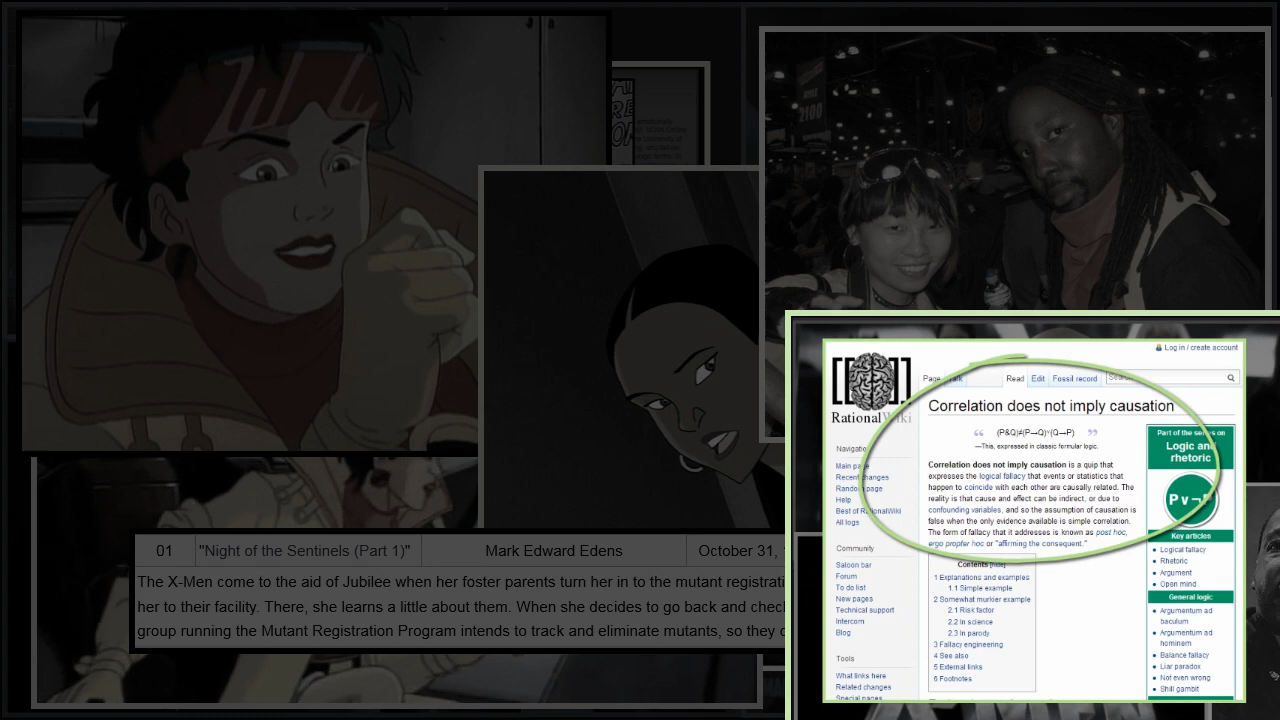 2100
01 "Night of the Sentinels (Part 1)" Mark Edward Edens October 31,
The X-Men come to the aid of Jubilee when her foster parents turn her in to the mutant registrati
her to their facility. Jubilee learns a little about the When she decides to go back and check
group running the Mutant Registration Program intends to track and eliminate mutants, so they
Log in / create account
Page Talk Read Edit Fossil record Search
RationalWiki
Correlation does not imply causation
“ (P&Q)≠(P→Q)∨(Q→P) ”
—This, expressed in classic formular logic.
Correlation does not imply causation is a quip that
expresses the logical fallacy that events or statistics that
happen to coincide with each other are causally related. The
reality is that cause and effect can be indirect, or due to
confounding variables, and so the assumption of causation is
false when the only evidence available is simple correlation.
The form of fallacy that it addresses is known as post hoc,
ergo propter hoc or "affirming the consequent."
Contents [hide]
1 Explanations and examples
1.1 Simple example
2 Somewhat murkier example
2.1 Risk factor
2.2 In science
2.3 In parody
3 Fallacy engineering
4 See also
5 External links
6 Footnotes
Navigation
Main page
Recent changes
Random page
Help
Best of RationalWiki
All logs
Community
Saloon bar
Forum
To do list
New pages
Technical support
Intercom
Blog
Tools
What links here
Related changes
Special pages
Part of the series on
Logic and
rhetoric
P∨¬P
Key articles
Logical fallacy
Rhetoric
Argument
Open mind
General logic
Argumentum ad
baculum
Argumentum ad
hominem
Balance fallacy
Liar paradox
Not even wrong
Shill gambit
X-MEN